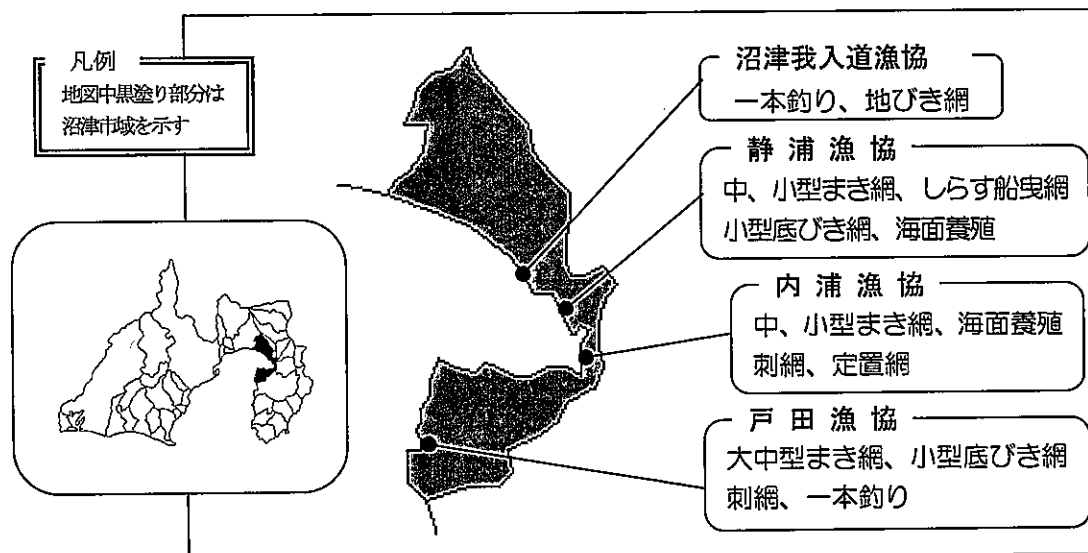 凡例
地図中黒塗り部分は
沼津市域を示す
沼津我入道漁協
一本釣り、地びき網
静浦漁協
中、小型まき網、しらす船曳網
小型底びき網、海面養殖
内浦漁協
中、小型まき網、海面養殖
刺網、定置網
戸田漁協
大中型まき網、小型底びき網
刺網、一本釣り